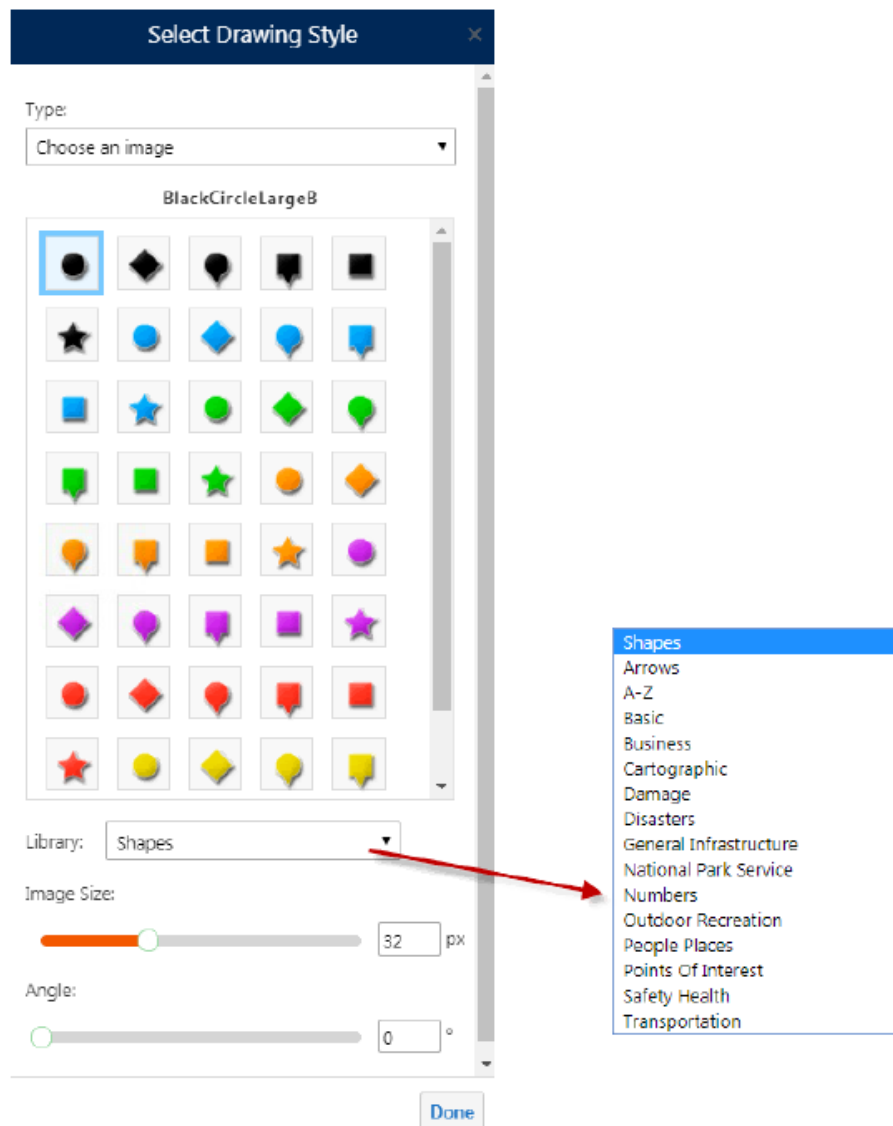 Select Drawing Style ×
Type:
Choose an image
BlackCircleLargeB
Library: Shapes
Image Size:
32 px
Angle:
0 °
Done
Shapes
Arrows
A-Z
Basic
Business
Cartographic
Damage
Disasters
General Infrastructure
National Park Service
Numbers
Outdoor Recreation
People Places
Points Of Interest
Safety Health
Transportation